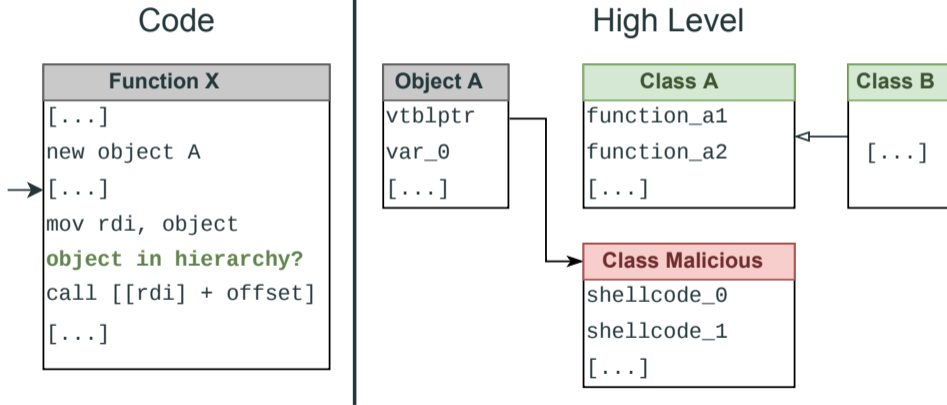 Code
Function X
[...]
new object A
[...]
mov rdi, object
object in hierarchy?
call [[rdi] + offset]
[...]
High Level
Object A
vtblptr
var_0
[...]
Class A
function_a1
function_a2
[...]
Class B
[...]
Class Malicious
shellcode_0
shellcode_1
[...]